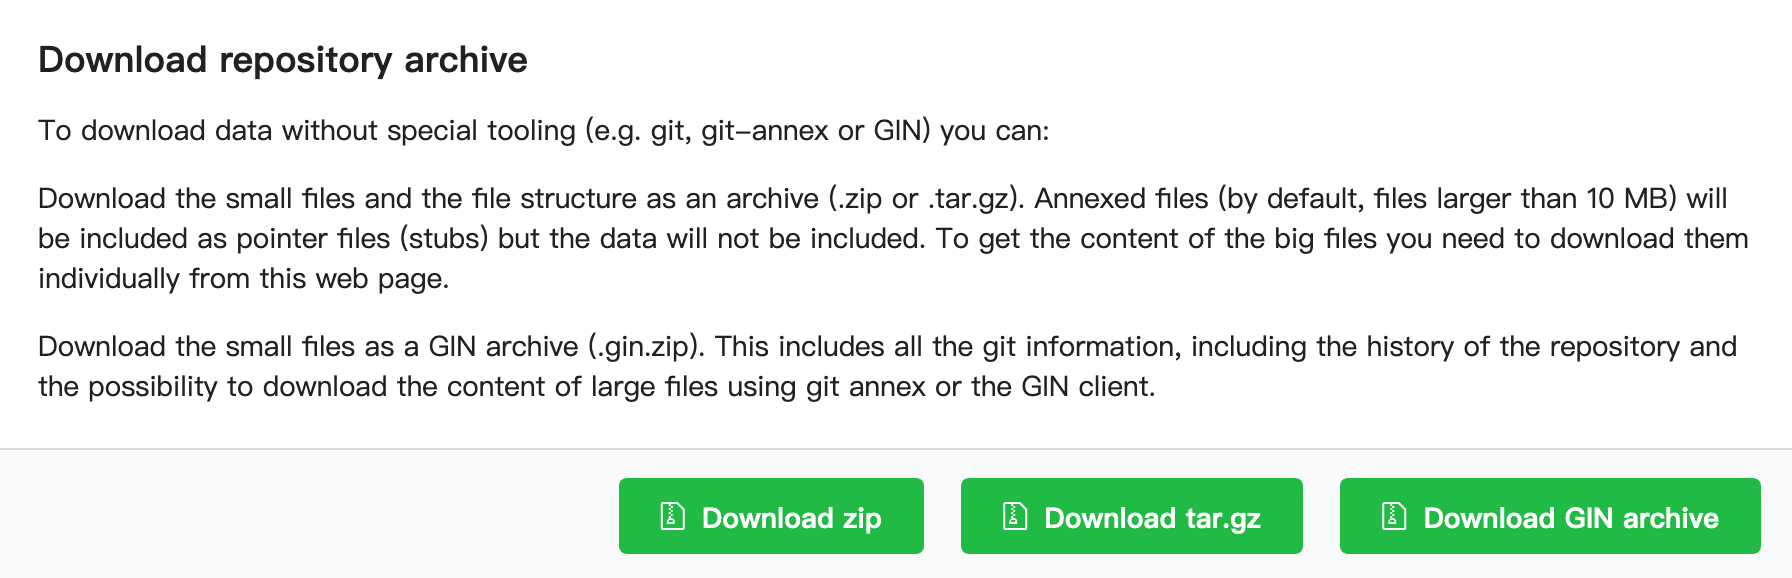 Download repository archive
To download data without special tooling (e.g. git, git-annex or GIN) you can:
Download the small files and the file structure as an archive (.zip or .tar.gz). Annexed files (by default, files larger than 10 MB) will
be included as pointer files (stubs) but the data will not be included. To get the content of the big files you need to download them
individually from this web page.
Download the small files as a GIN archive (.gin.zip). This includes all the git information, including the history of the repository and
the possibility to download the content of large files using git annex or the GIN client.
Download zip
Download tar.gz
Download GIN archive